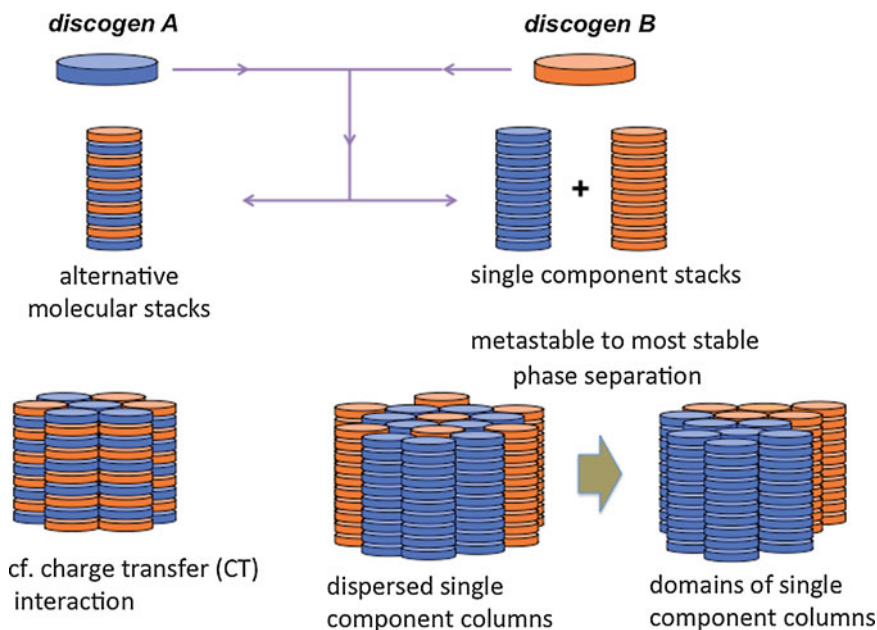 discogen A
discogen B
+
alternative
molecular stacks
single component stacks
metastable to most stable
phase separation
cf. charge transfer (CT)
interaction
dispersed single
component columns
domains of single
component columns